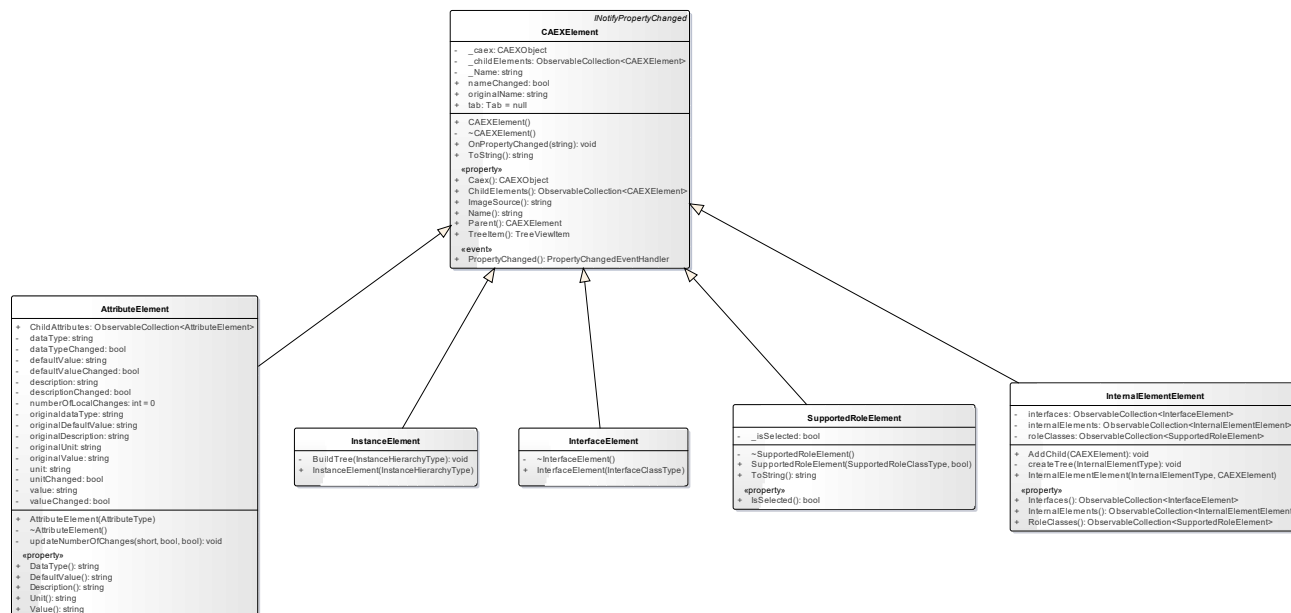 INotifyPropertyChanged
CAEXElement
- _caex: CAEXObject
- _childElements: ObservableCollection<CAEXElement>
- _Name: string
+ nameChanged: bool
+ originalName: string
+ tab: Tab = null
+ CAEXElement()
- ~CAEXElement()
+ OnPropertyChanged(string): void
+ ToString(): string
«property»
+ Caex(): CAEXObject
+ ChildElements(): ObservableCollection<CAEXElement>
+ ImageSource(): string
+ Name(): string
+ Parent(): CAEXElement
+ TreeItem(): TreeViewItem
«event»
+ PropertyChanged(): PropertyChangedEventHandler
AttributeElement
+ ChildAttributes: ObservableCollection<AttributeElement>
- dataType: string
- dataTypeChanged: bool
- defaultValue: string
- defaultValueChanged: bool
- description: string
- descriptionChanged: bool
- numberOfLocalChanges: int = 0
- originaldataType: string
- originalDefaultValue: string
- originalDescription: string
- originalUnit: string
- originalValue: string
- unit: string
- unitChanged: bool
- value: string
- valueChanged: bool
+ AttributeElement(AttributeType)
- ~AttributeElement()
- updateNumberOfChanges(short, bool, bool): void
«property»
+ DataType(): string
+ DefaultValue(): string
+ Description(): string
+ Unit(): string
+ Value(): string
InstanceElement
- BuildTree(InstanceHierarchyType): void
+ InstanceElement(InstanceHierarchyType)
InterfaceElement
- ~InterfaceElement()
+ InterfaceElement(InterfaceClassType)
SupportedRoleElement
- _isSelected: bool
- ~SupportedRoleElement()
+ SupportedRoleElement(SupportedRoleClassType, bool)
+ ToString(): string
«property»
+ IsSelected(): bool
InternalElementElement
- interfaces: ObservableCollection<InterfaceElement>
- internalElements: ObservableCollection<InternalElementElement>
- roleClasses: ObservableCollection<SupportedRoleElement>
+ AddChild(CAEXElement): void
- createTree(InternalElementType): void
+ InternalElementElement(InternalElementType, CAEXElement)
«property»
+ Interfaces(): ObservableCollection<InterfaceElement>
+ InternalElements(): ObservableCollection<InternalElementElement
+ RoleClasses(): ObservableCollection<SupportedRoleElement>